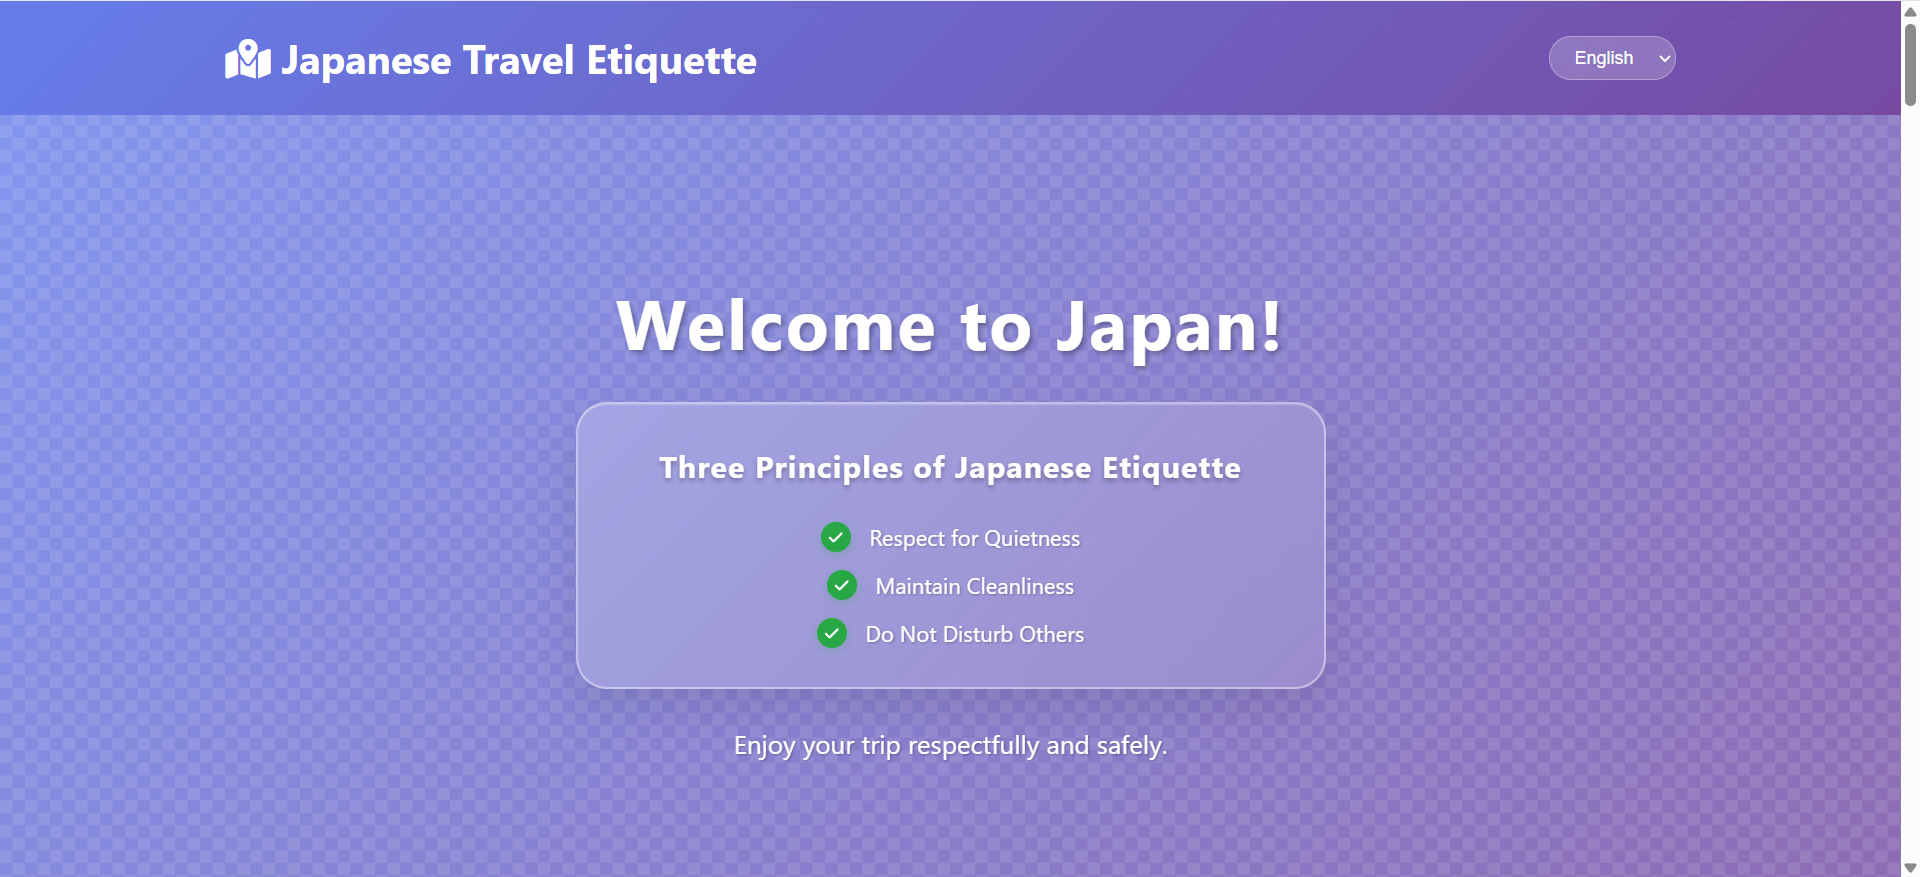 Japanese Travel Etiquette
English
Welcome to Japan!
Three Principles of Japanese Etiquette
Respect for Quietness
Maintain Cleanliness
Do Not Disturb Others
Enjoy your trip respectfully and safely.